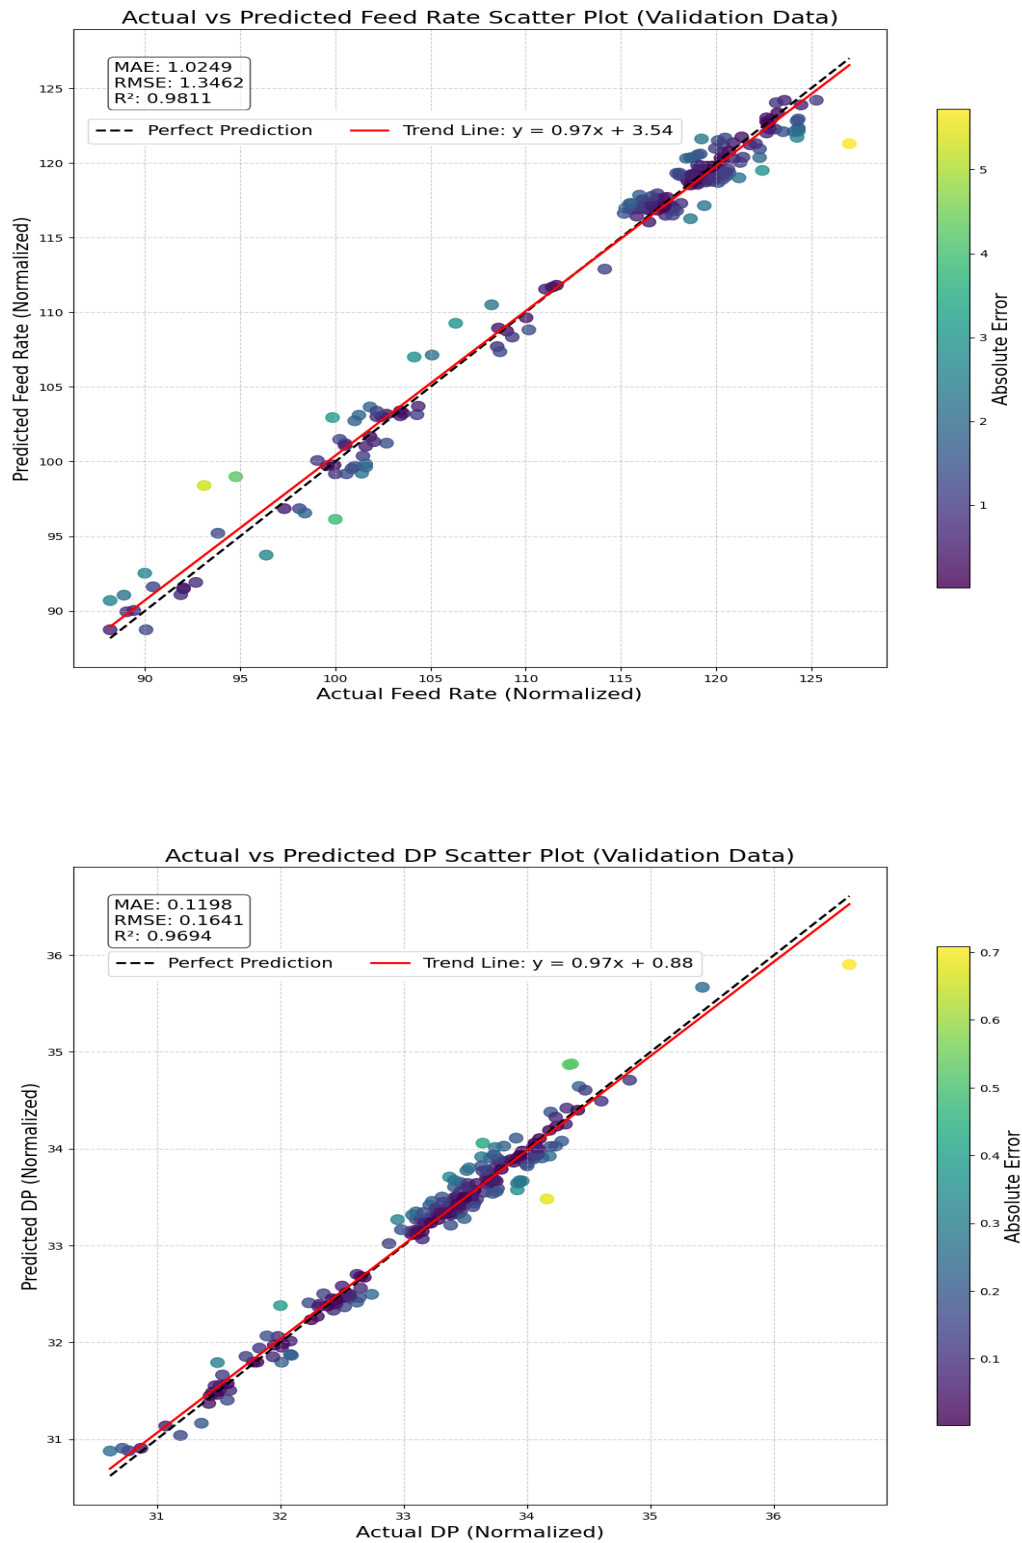 Actual vs Predicted Feed Rate Scatter Plot (Validation Data)
MAE: 1.0249
RMSE: 1.3462
R²: 0.9811
Perfect Prediction
Trend Line: y = 0.97x + 3.54
Predicted Feed Rate (Normalized)
125
120
115
110
105
100
95
90
90
95
100
105
110
115
120
125
Actual Feed Rate (Normalized)
5
4
3
2
1
Absolute Error
Actual vs Predicted DP Scatter Plot (Validation Data)
MAE: 0.1198
RMSE: 0.1641
R²: 0.9694
Perfect Prediction
Trend Line: y = 0.97x + 0.88
Predicted DP (Normalized)
36
35
34
33
32
31
31
32
33
34
35
36
Actual DP (Normalized)
0.7
0.6
0.5
0.4
0.3
0.2
0.1
Absolute Error